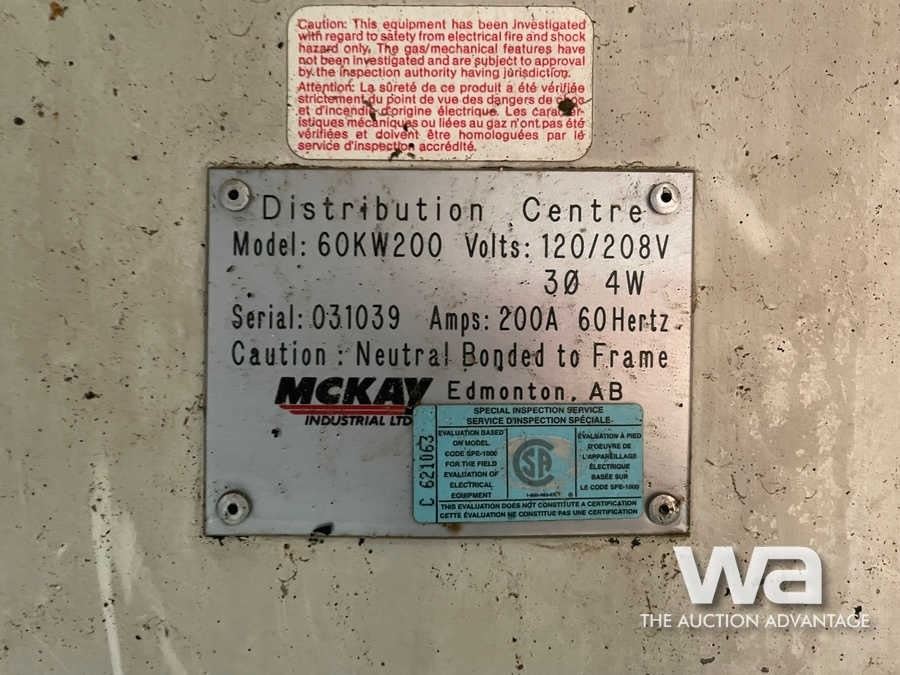 Caution: This equipment has been investigated
with regard to safety from electrical fire and shock
hazard only. The gas/mechanical features have
not been investigated and are subject to approval
by the inspection authority having jurisdiction.
Attention: La sûreté de ce produit a été vérifiée
strictement du point de vue des dangers de choc
et d'incendie d'origine électrique. Les caractér-
istiques mécaniques ou liées au gaz n'ont pas été
vérifiées et doivent être homologuées par le
service d'inspection accrédité.
Distribution Centre
Model: 60KW200 Volts: 120/208V
3Ø 4W
Serial: 031039 Amps: 200A 60Hertz
Caution : Neutral Bonded to Frame
MCKAY Edmonton, AB
INDUSTRIAL LTD
SPECIAL INSPECTION SERVICE
SERVICE D'INSPECTION SPÉCIALE
C 621063
EVALUATION BASED
ON MODEL
CODE SPE-1000
FOR THE FIELD
EVALUATION OF
ELECTRICAL
EQUIPMENT
SA
ÉVALUATION À PIED
D'OEUVRE DE
L'APPAREILLAGE
ÉLECTRIQUE
BASÉE SUR
LE CODE SPE-1000
THIS EVALUATION DOES NOT CONSTITUTE A CERTIFICATION
CETTE ÉVALUATION NE CONSTITUE PAS UNE CERTIFICATION
wa
THE AUCTION ADVANTAGE